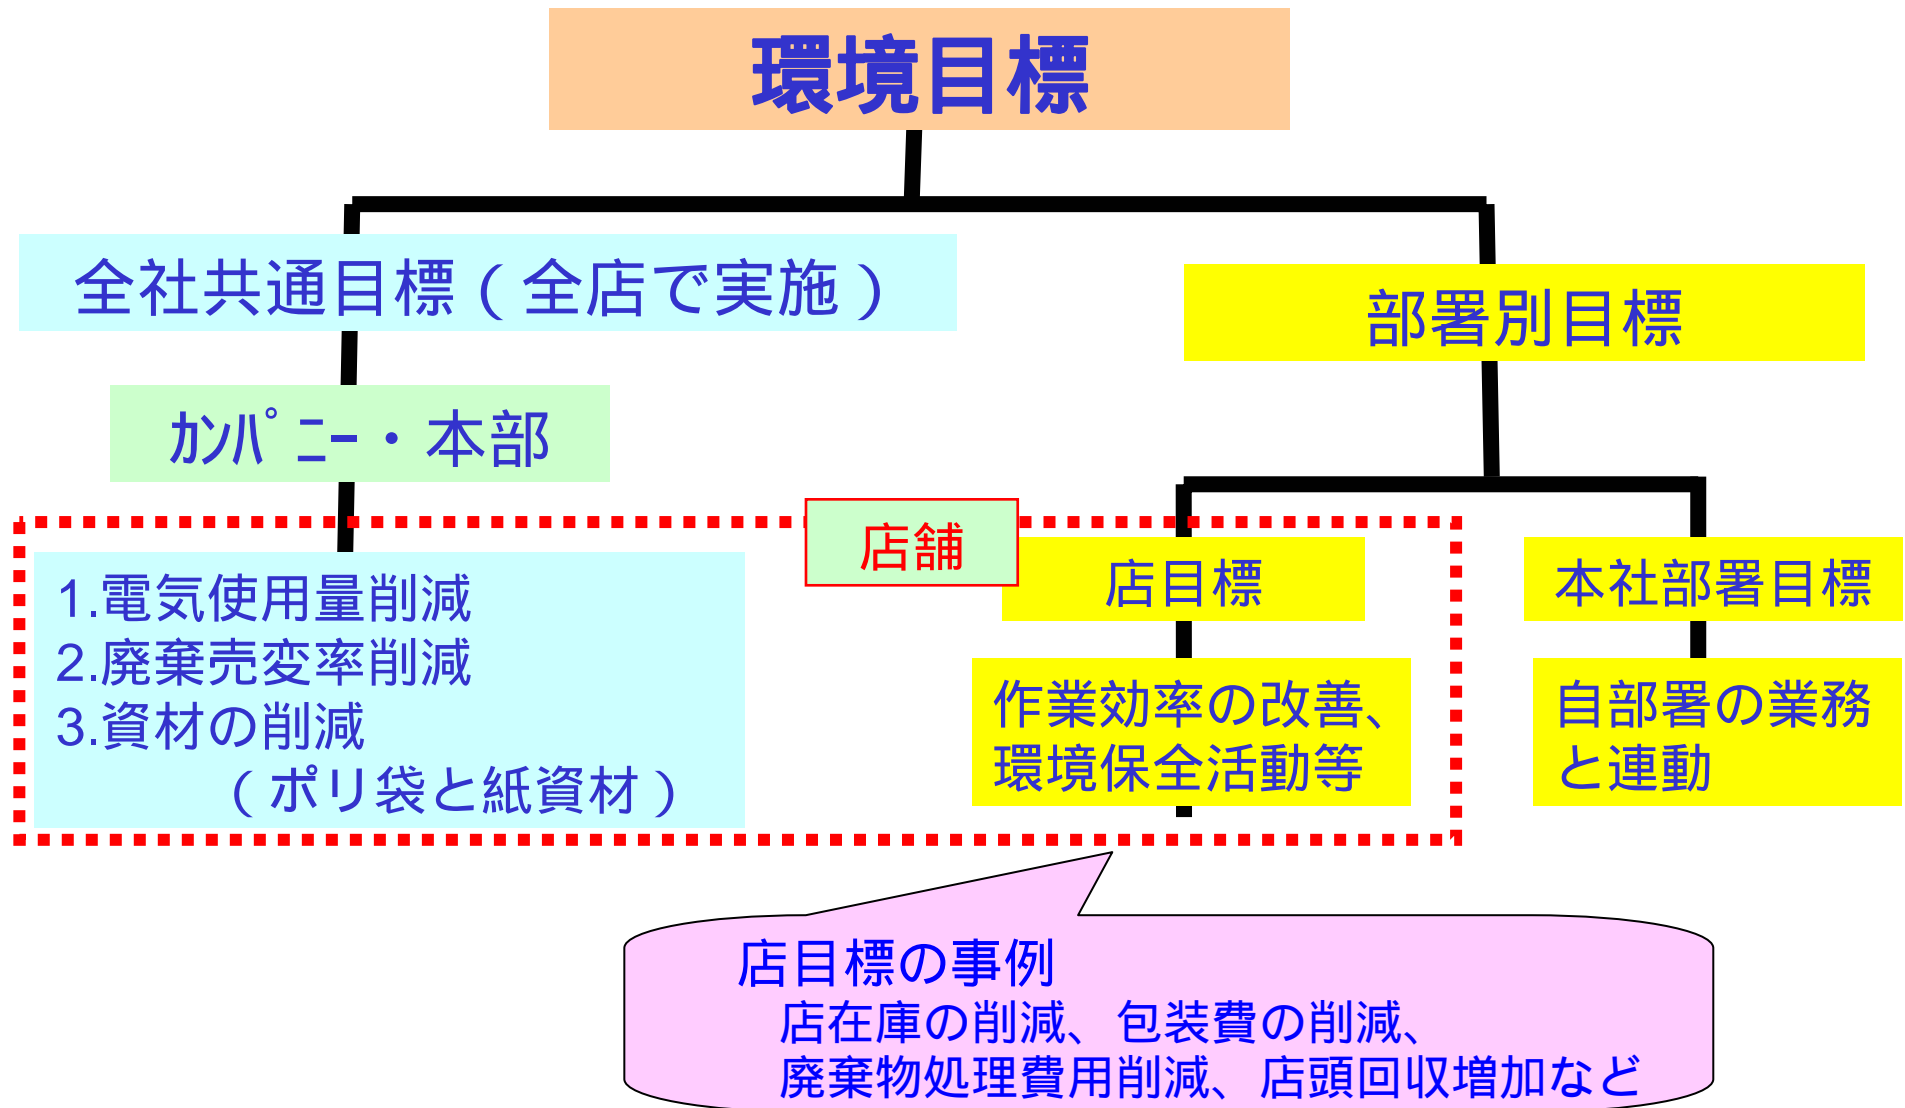 環境目標
全社共通目標（全店で実施）
部署別目標
ｶﾝﾊﾟﾆｰ・本部
店舗
1.電気使用量削減
2.廃棄売変率削減
3.資材の削減
（ポリ袋と紙資材）
店目標
本社部署目標
作業効率の改善、
環境保全活動等
自部署の業務
と連動
店目標の事例
店在庫の削減、包装費の削減、
廃棄物処理費用削減、店頭回収増加など